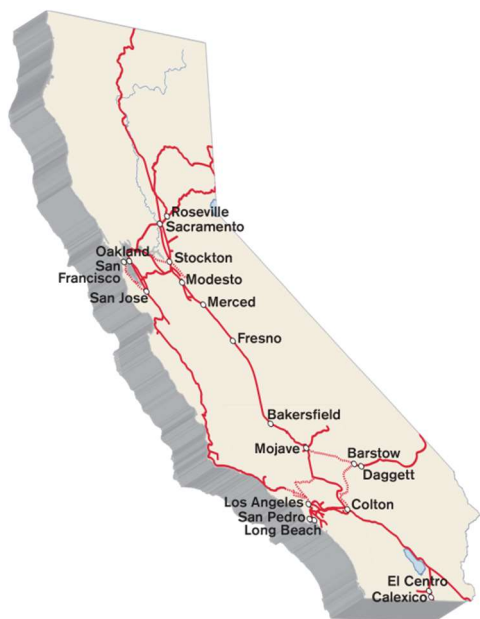 Roseville
Sacramento
Oakland
San
Francisco
Stockton
Modesto
San Jose
Merced
Fresno
Bakersfield
Mojave
Barstow
Daggett
Los Angeles
Colton
San Pedro
Long Beach
El Centro
Calexico